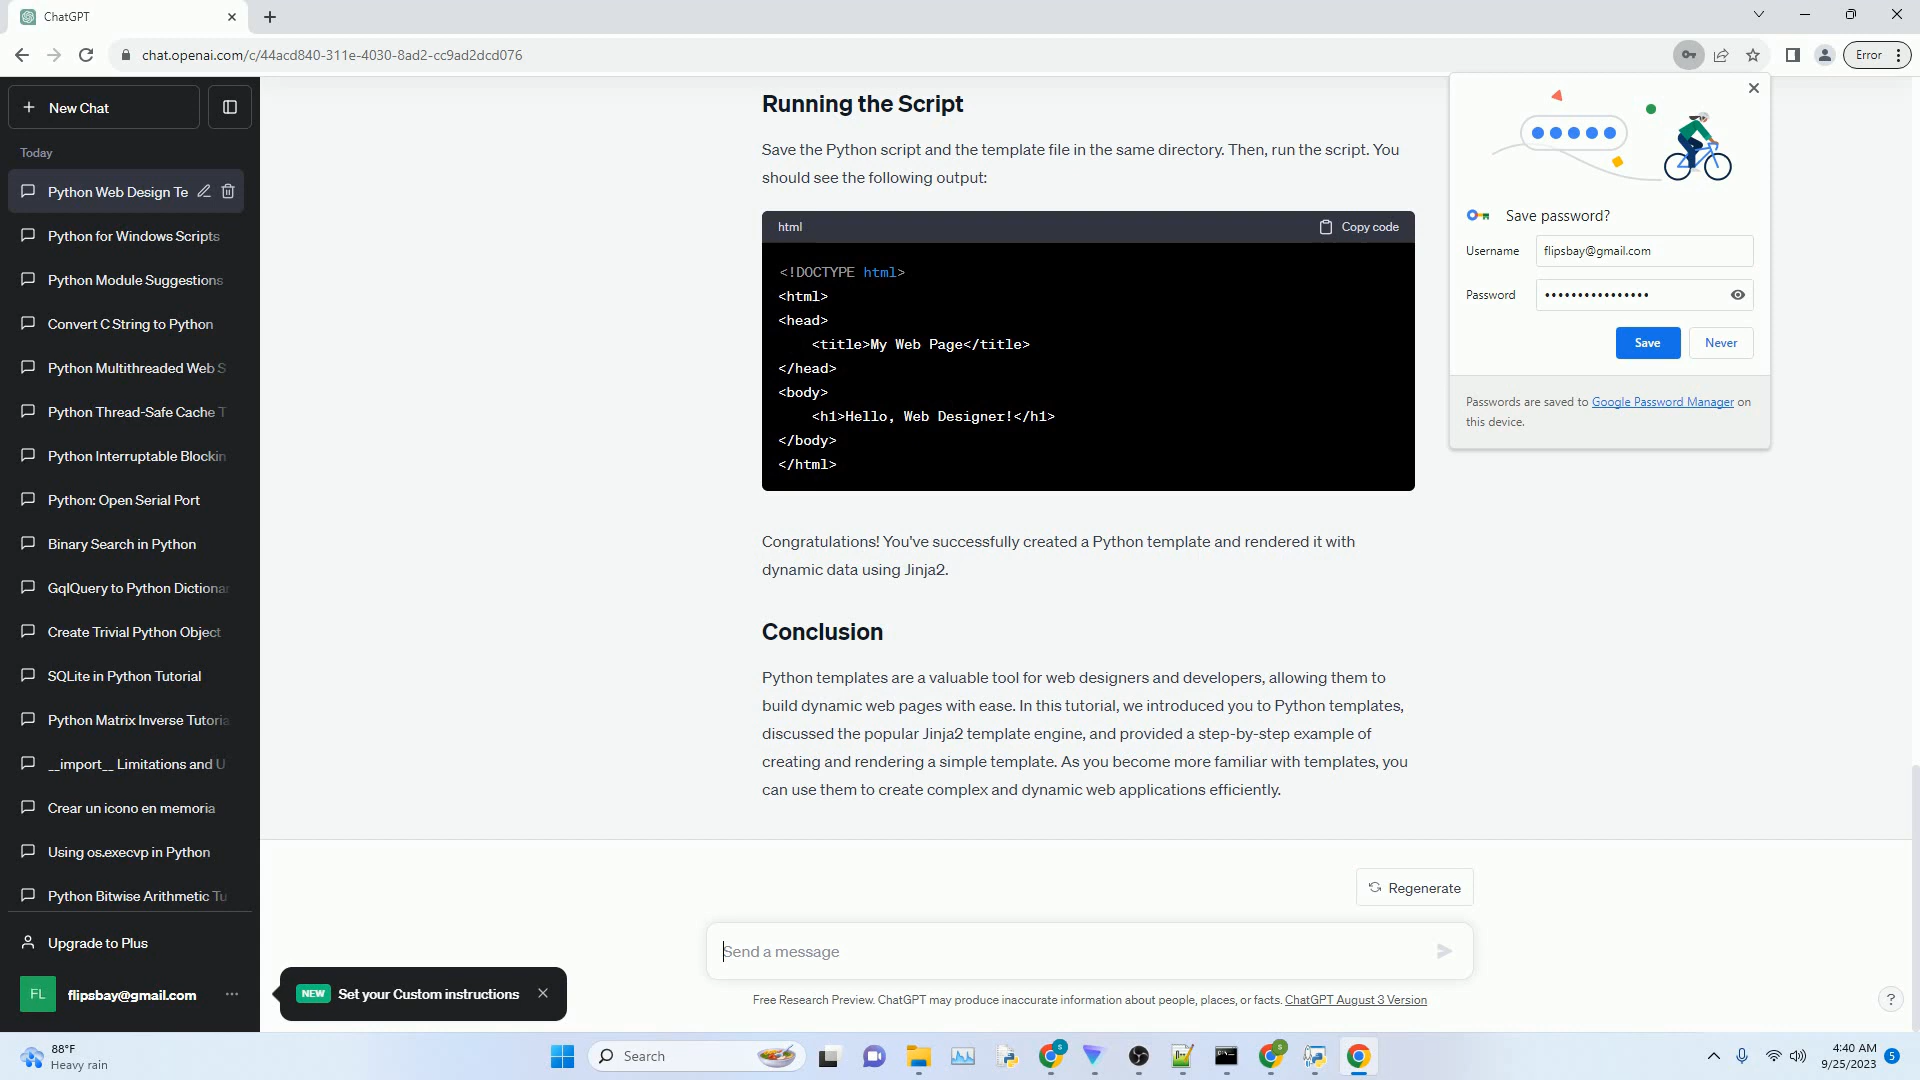 ChatGPT
chat.openai.com/c/44acd840-311e-4030-8ad2-cc9ad2dcd076
Error
New Chat
Today
Python Web Design Te
Python for Windows Scripts
Python Module Suggestions
Convert C String to Python
Python Multithreaded Web S
Python Thread-Safe Cache T
Python Interruptable Blockin
Python: Open Serial Port
Binary Search in Python
GqlQuery to Python Dictionar
Create Trivial Python Object
SQLite in Python Tutorial
Python Matrix Inverse Tutoria
__import__ Limitations and U
Crear un icono en memoria
Using os.execvp in Python
Python Bitwise Arithmetic Tu
Upgrade to Plus
FL
flipsbay@gmail.com
Running the Script
Save the Python script and the template file in the same directory. Then, run the script. You
should see the following output:
html
Copy code
<!DOCTYPE html>
<html>
<head>
<title>My Web Page</title>
</head>
<body>
<h1>Hello, Web Designer!</h1>
</body>
</html>
Congratulations! You've successfully created a Python template and rendered it with
dynamic data using Jinja2.
Conclusion
Python templates are a valuable tool for web designers and developers, allowing them to
build dynamic web pages with ease. In this tutorial, we introduced you to Python templates,
discussed the popular Jinja2 template engine, and provided a step-by-step example of
creating and rendering a simple template. As you become more familiar with templates, you
can use them to create complex and dynamic web applications efficiently.
Regenerate
Send a message
Free Research Preview. ChatGPT may produce inaccurate information about people, places, or facts. ChatGPT August 3 Version
NEW Set your Custom instructions
?
Save password?
Username flipsbay@gmail.com
Password ••••••••••••••••
Save
Never
Passwords are saved to Google Password Manager on
this device.
88°F
Heavy rain
Search
4:40 AM
9/25/2023
5